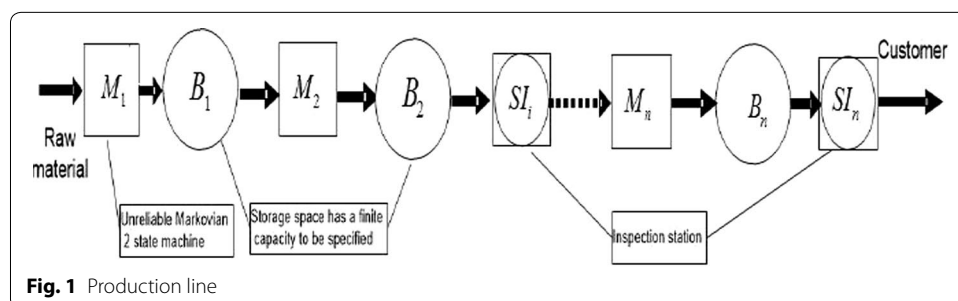 Customer
M₁
B₁
M₂
B₂
SIᵢ
Mₙ
Bₙ
SIₙ
Raw
material
Unreliable Markovian
2 state machine
Storage space has a finite
capacity to be specified
Inspection station
Fig. 1 Production line